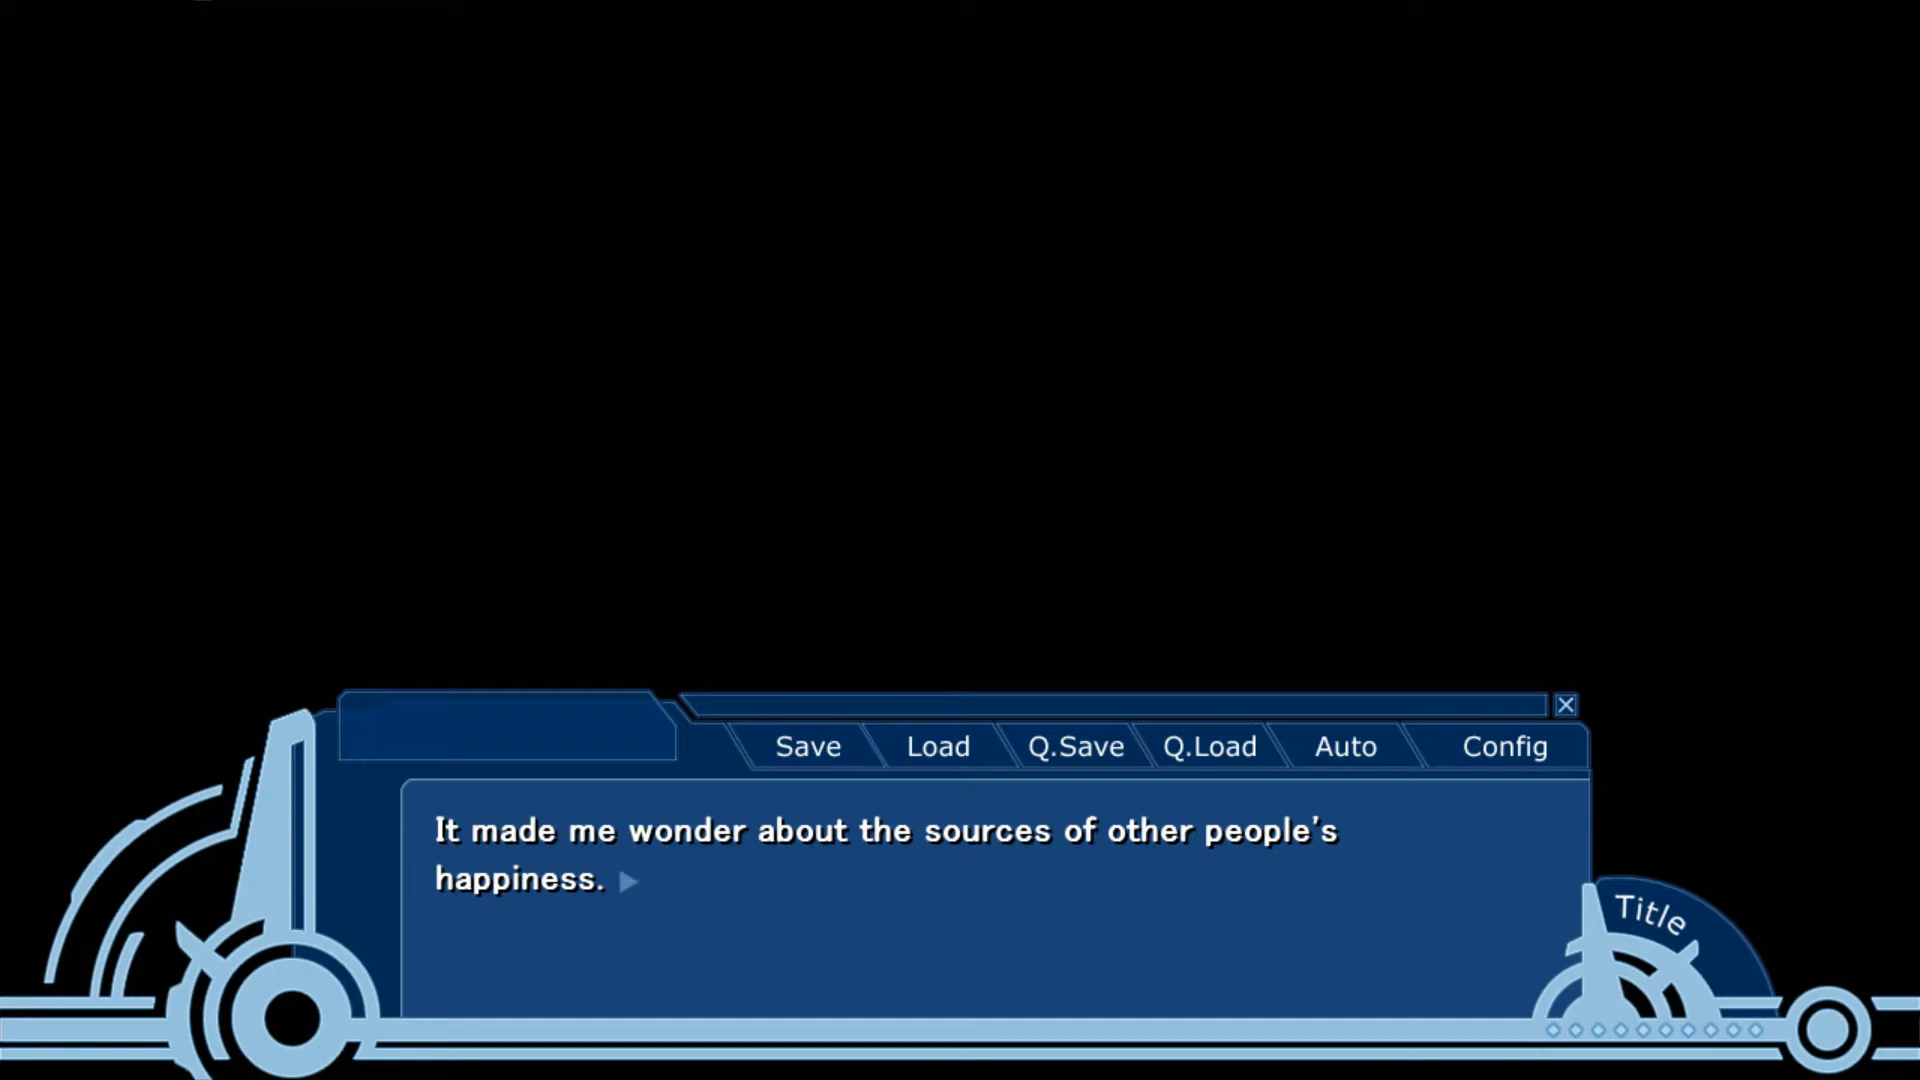 Save Load Q.Save Q.Load Auto Config
It made me wonder about the sources of other people's
happiness.
Title